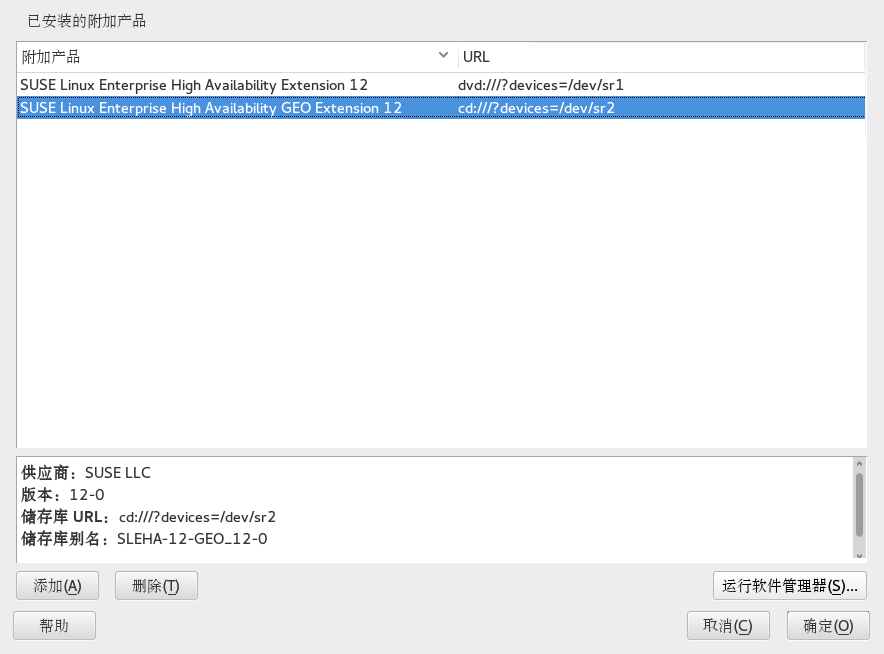 已安装的附加产品
附加产品 URL
SUSE Linux Enterprise High Availability Extension 12 dvd:///?devices=/dev/sr1
SUSE Linux Enterprise High Availability GEO Extension 12 cd:///?devices=/dev/sr2
供应商：SUSE LLC
版本：12-0
储存库 URL：cd:///?devices=/dev/sr2
储存库别名：SLEHA-12-GEO_12-0
添加(A) 删除(T) 运行软件管理器(S)...
帮助 取消(C) 确定(O)